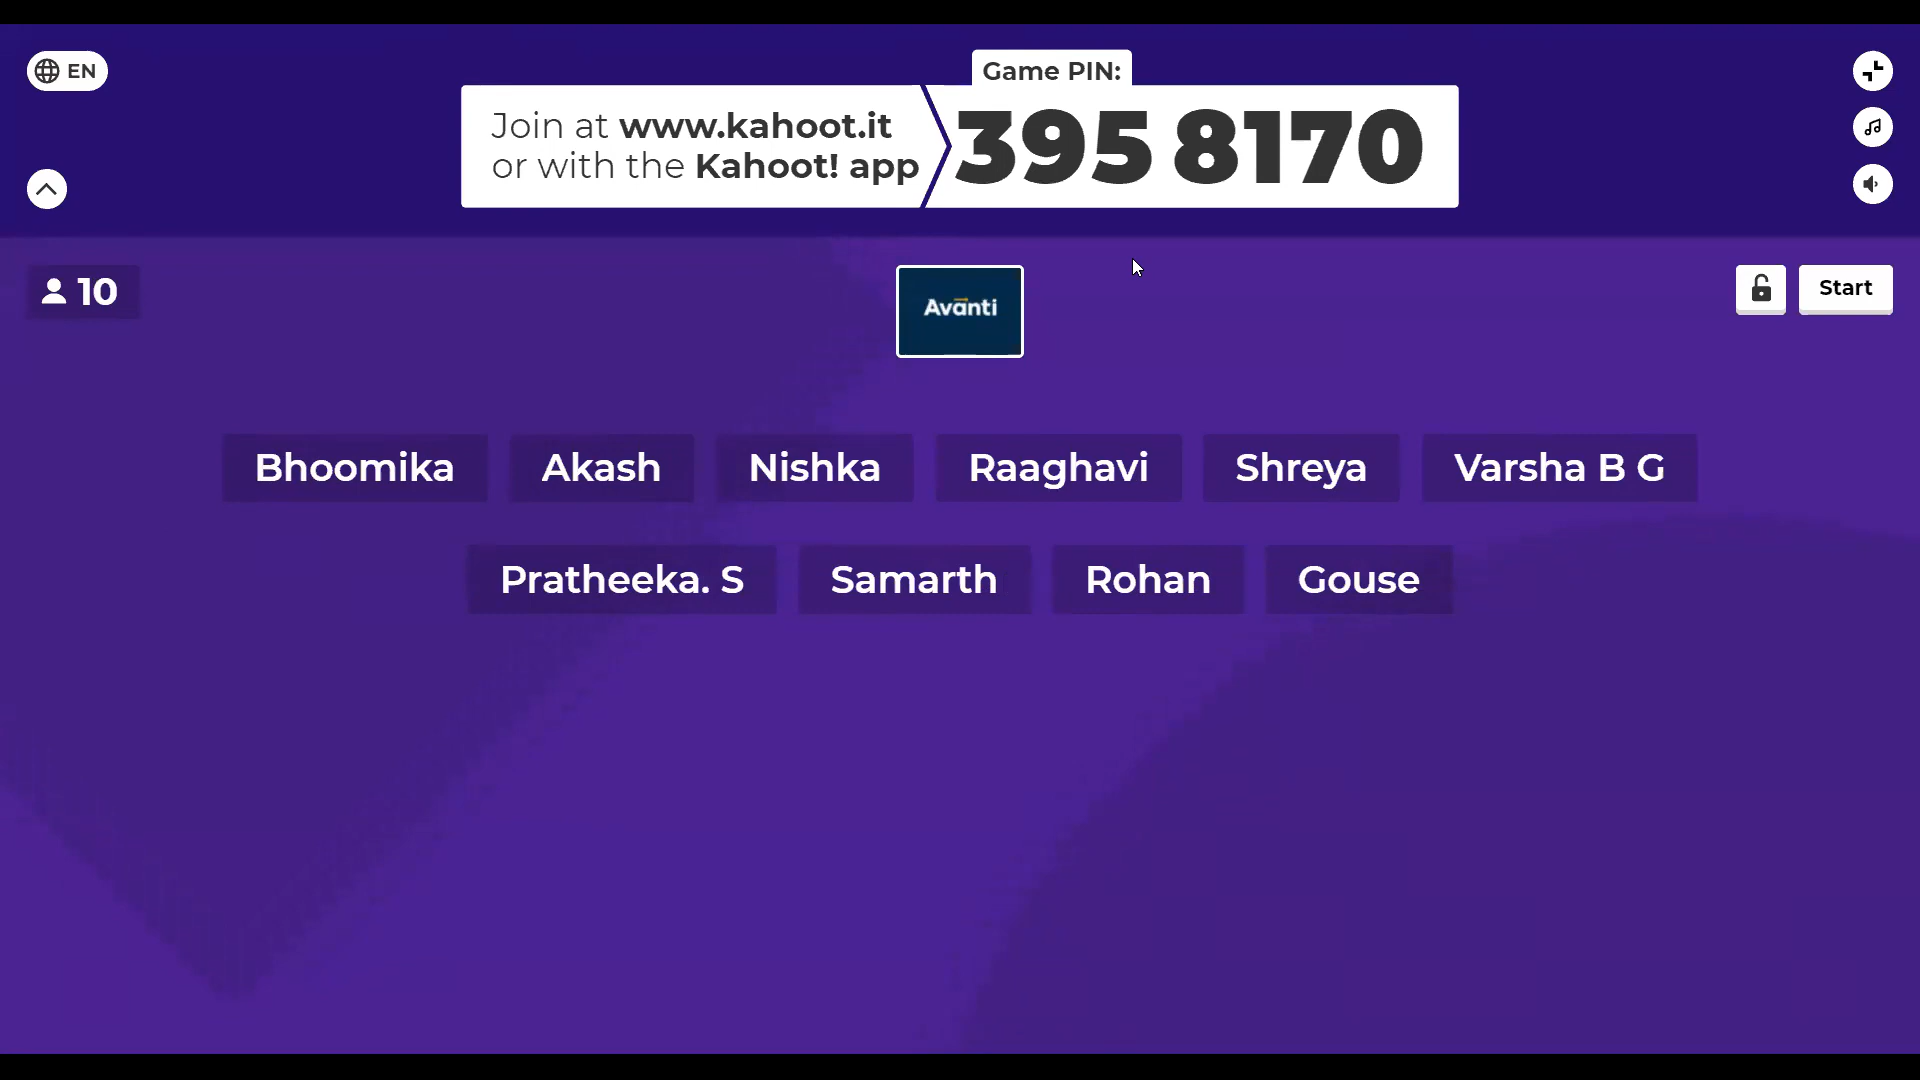 EN
Game PIN:
Join at www.kahoot.it
or with the Kahoot! app
395 8170
10
Avanti
Start
Bhoomika Akash Nishka Raaghavi Shreya Varsha B G
Pratheeka. S Samarth Rohan Gouse